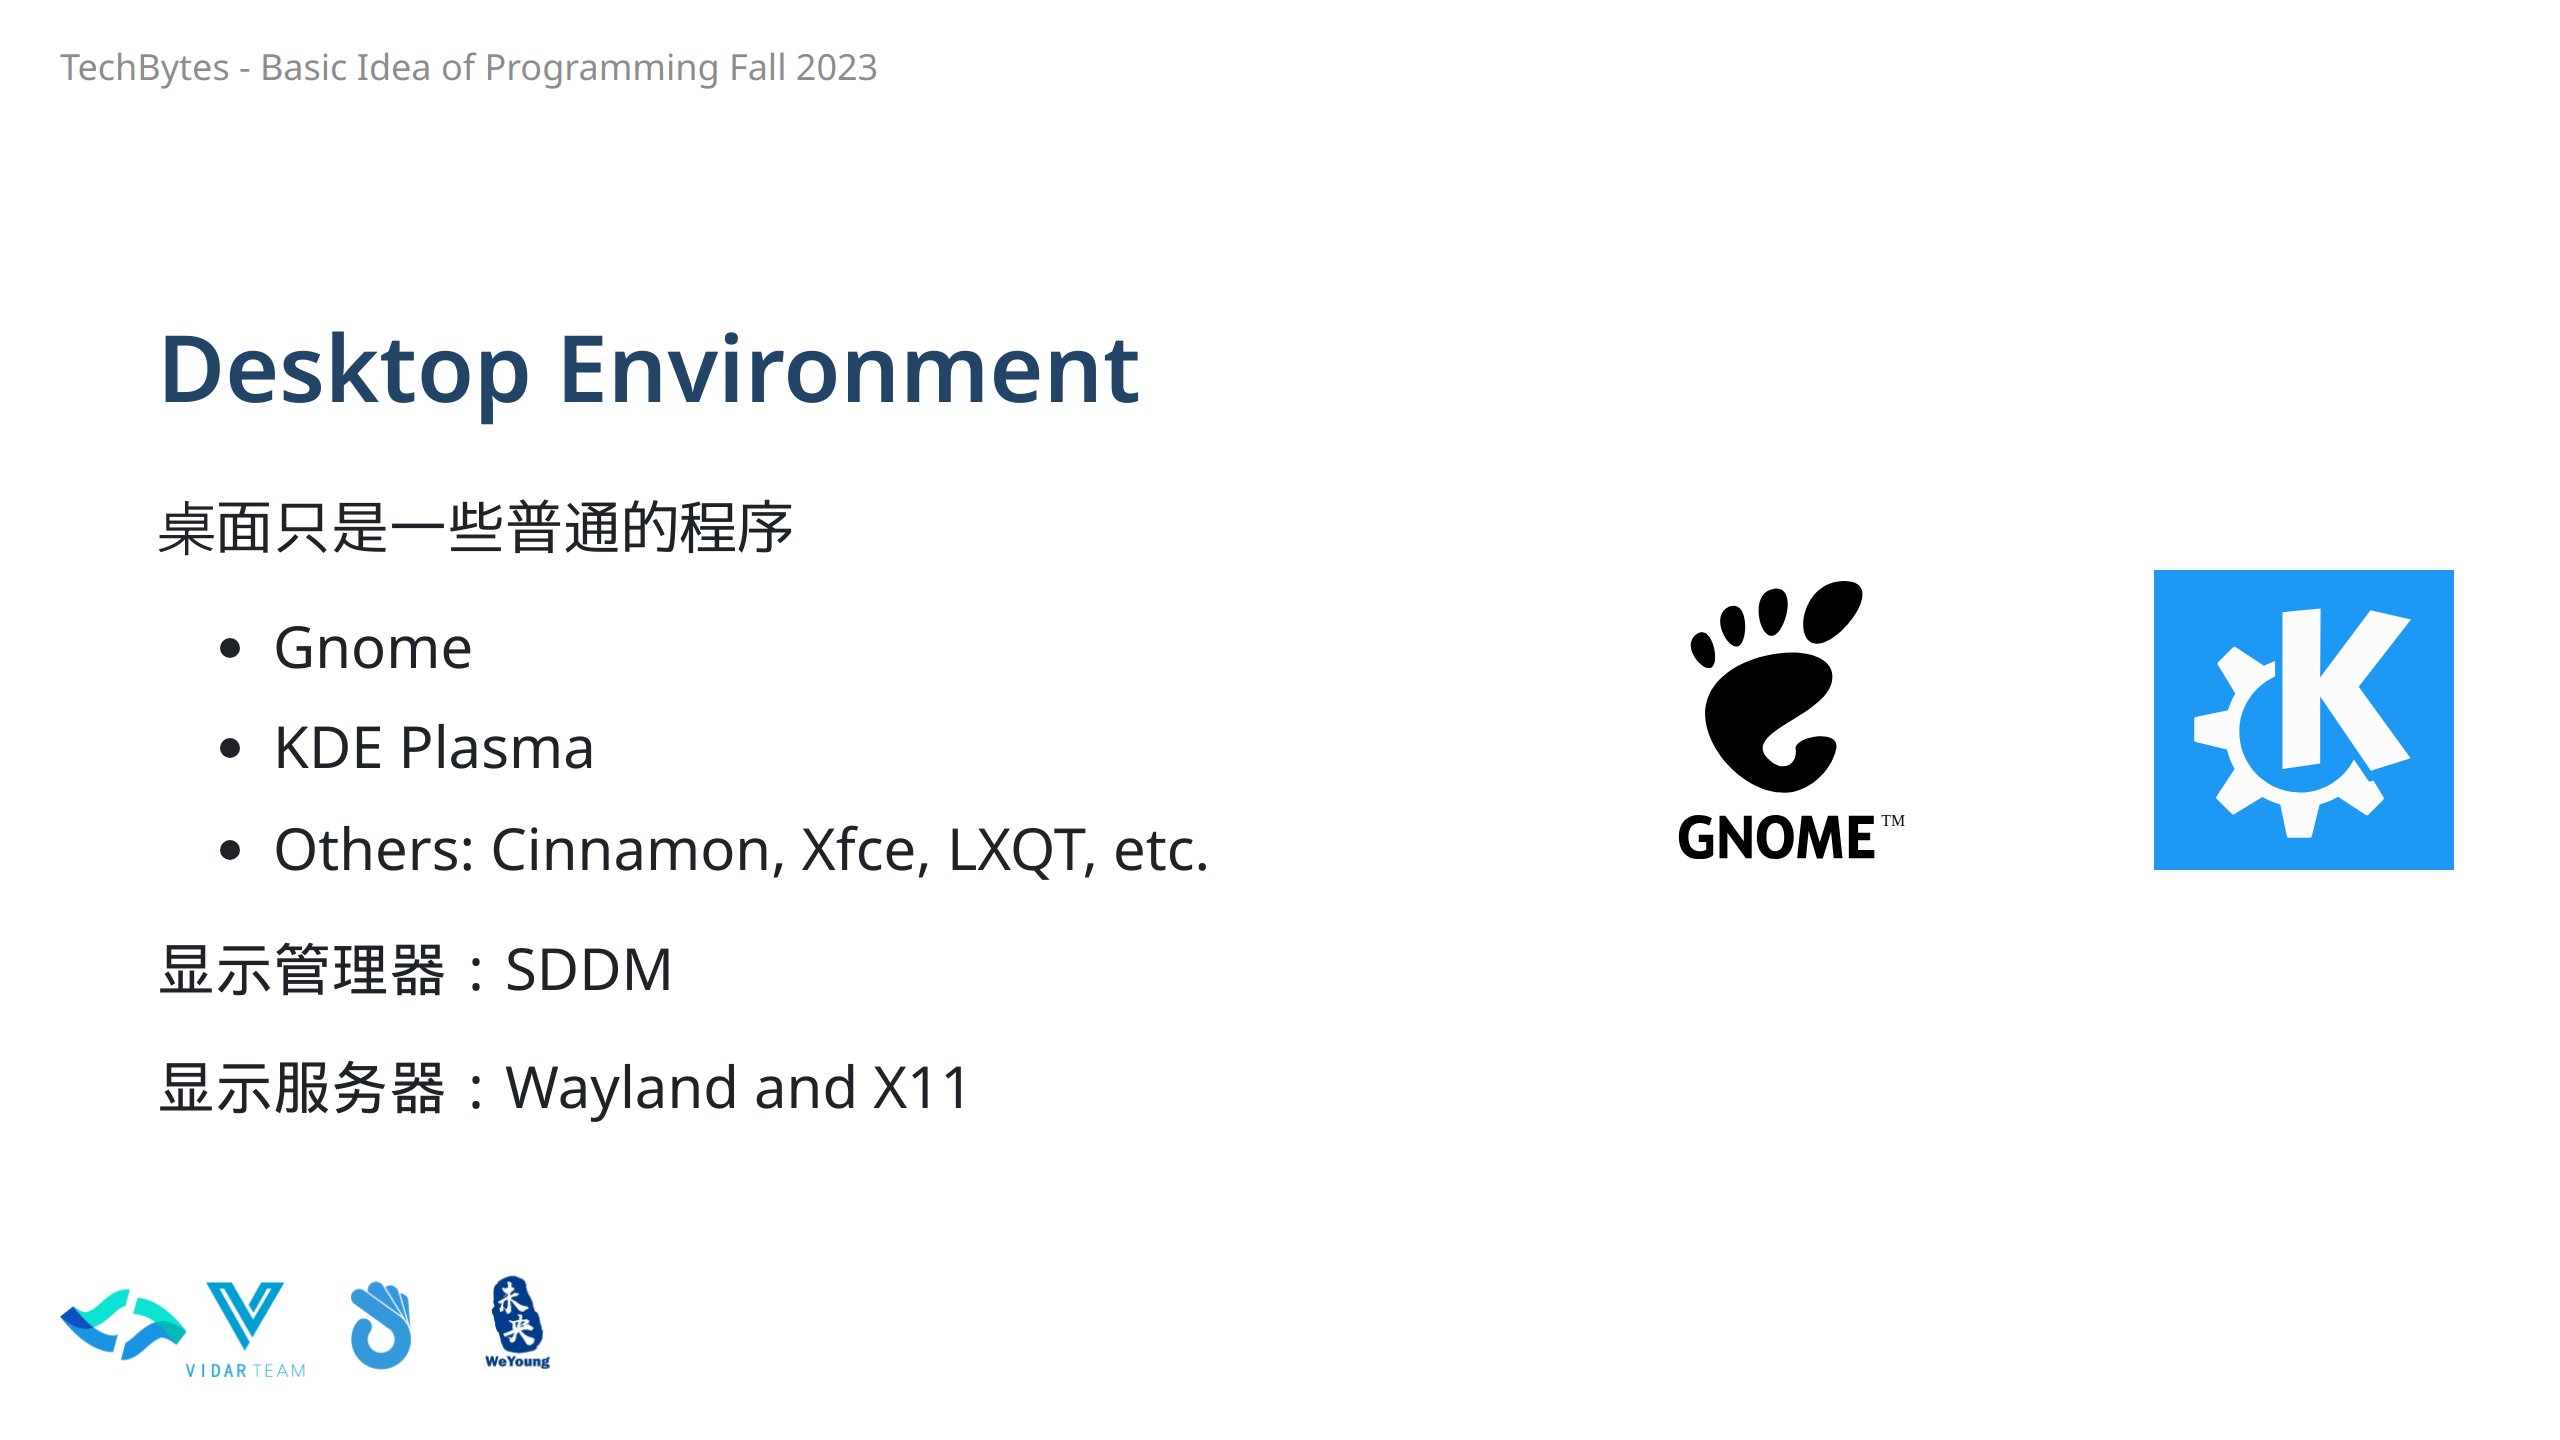 TechBytes - Basic Idea of Programming Fall 2023
Desktop Environment
桌面只是一些普通的程序
• Gnome
• KDE Plasma
• Others: Cinnamon, Xfce, LXQT, etc.
显示管理器：SDDM
显示服务器：Wayland and X11
GNOME™
VIDAR TEAM
未央
WeYoung